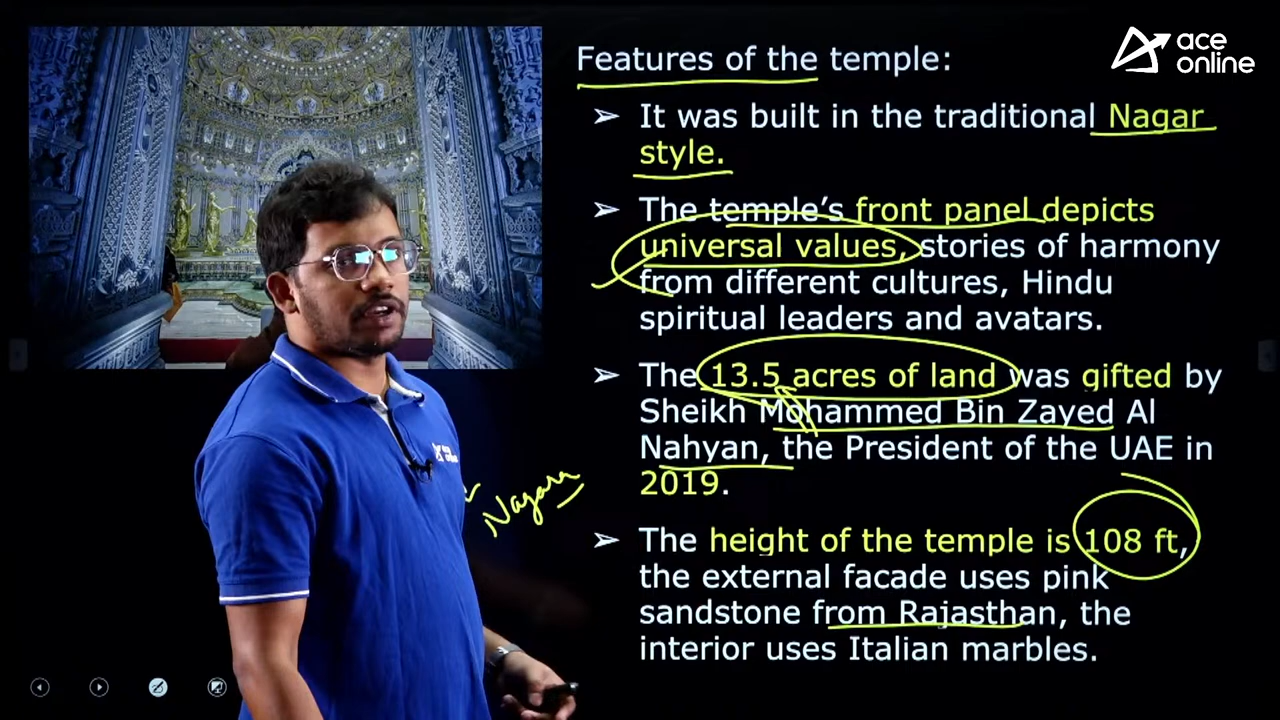 ace
online
Features of the temple:
➢ It was built in the traditional Nagar
style.
➢ The temple's front panel depicts
universal values, stories of harmony
from different cultures, Hindu
spiritual leaders and avatars.
➢ The 13.5 acres of land was gifted by
Sheikh Mohammed Bin Zayed Al
Nahyan, the President of the UAE in
2019.
Nagara
➢ The height of the temple is 108 ft,
the external facade uses pink
sandstone from Rajasthan, the
interior uses Italian marbles.